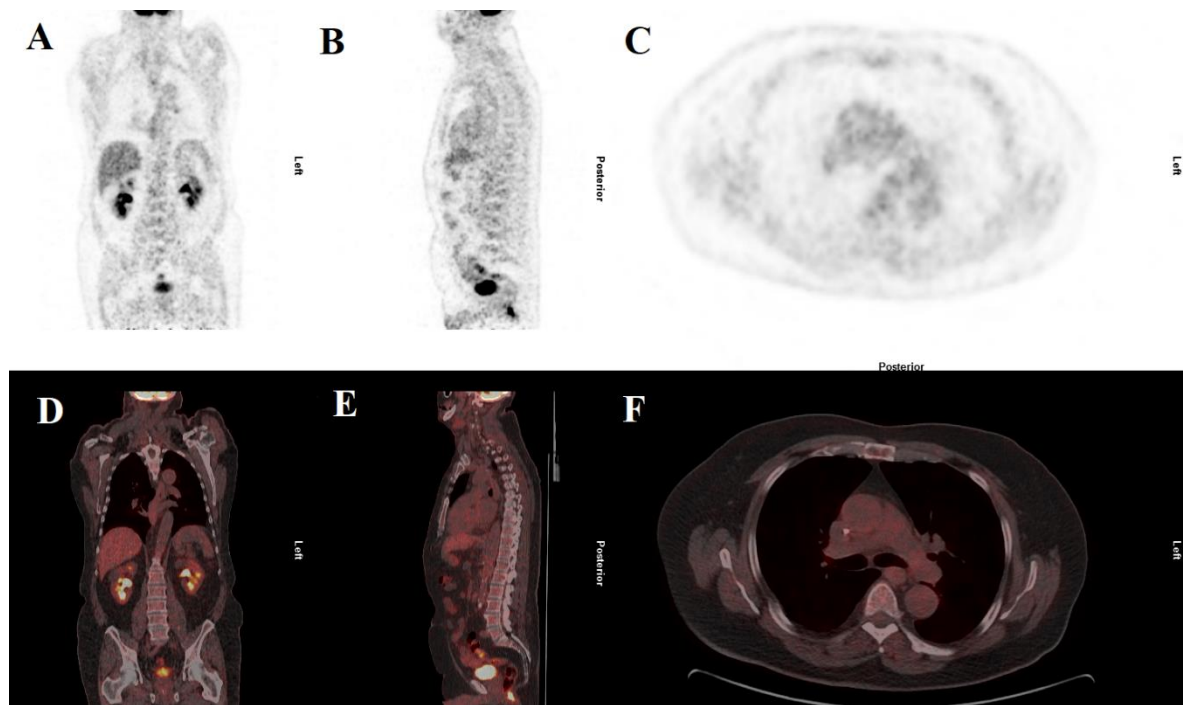 A
B
C
Left
Posterior
Left
Posterior
D
E
F
Left
Posterior
Left